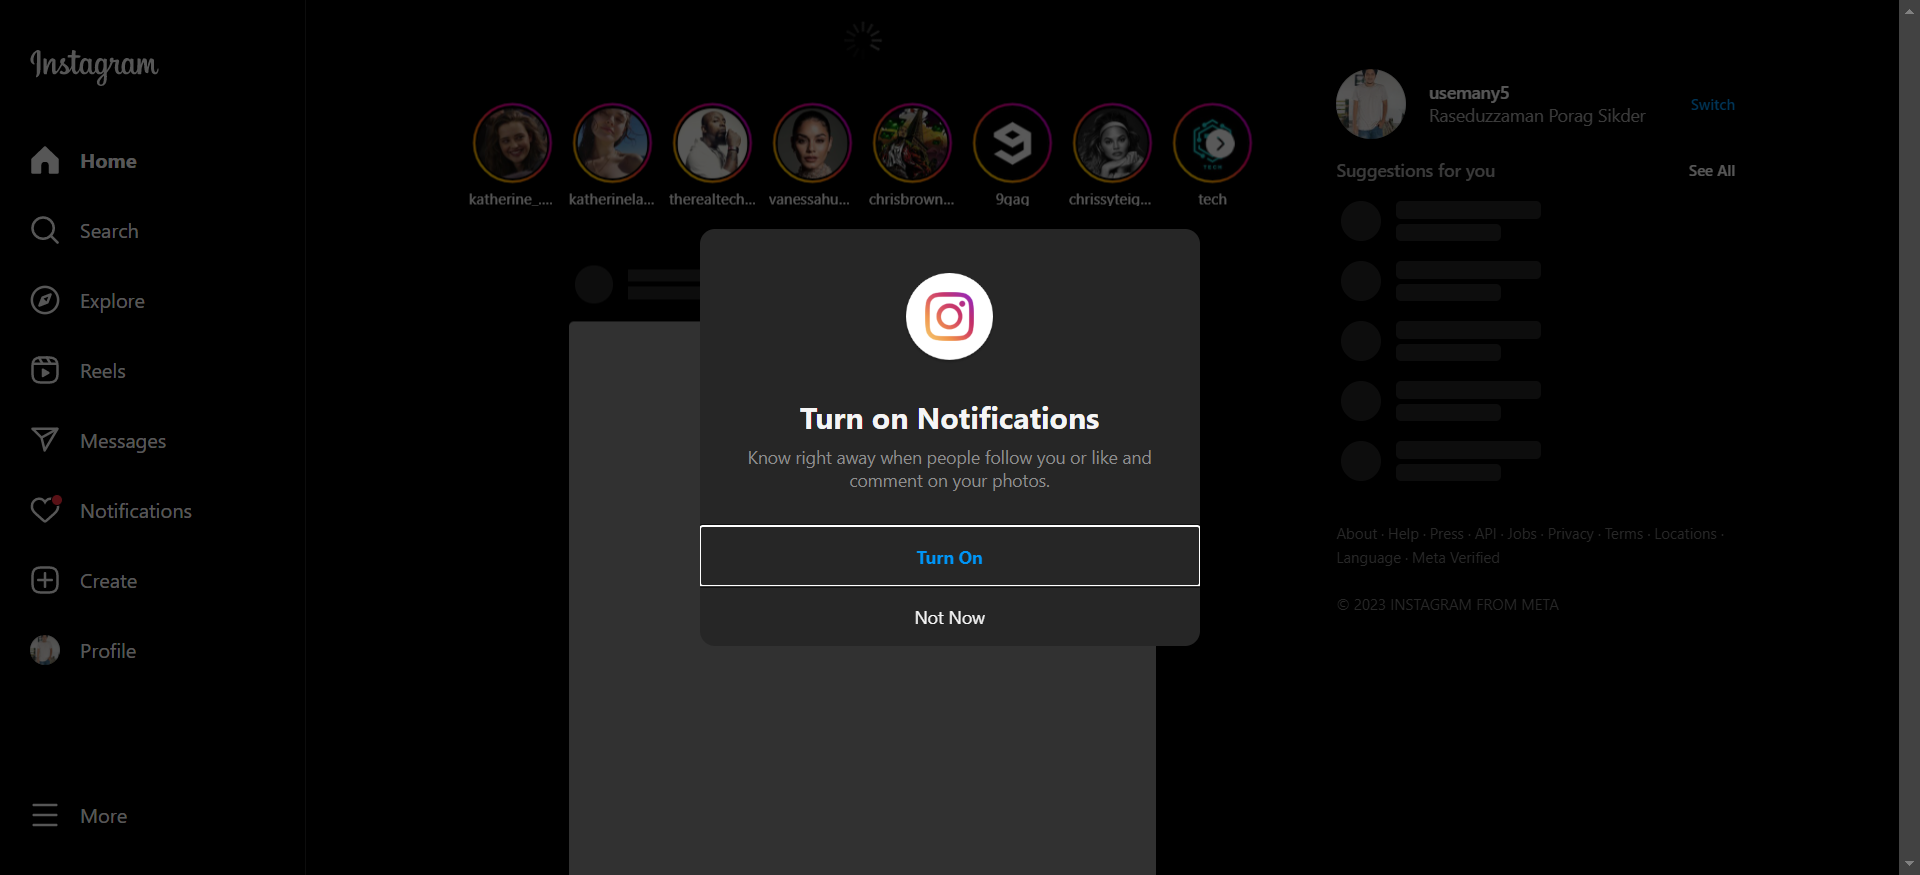 Instagram
Home
Search
Explore
Reels
Messages
Notifications
Create
Profile
More
katherine_....
katherinela...
therealtech...
vanessahu...
chrisbrown...
9gag
chrissyteig...
TECH
tech
Turn on Notifications
Know right away when people follow you or like and
comment on your photos.
Turn On
Not Now
usemany5
Raseduzzaman Porag Sikder
Switch
Suggestions for you
See All
About · Help · Press · API · Jobs · Privacy · Terms · Locations ·
Language · Meta Verified
© 2023 INSTAGRAM FROM META